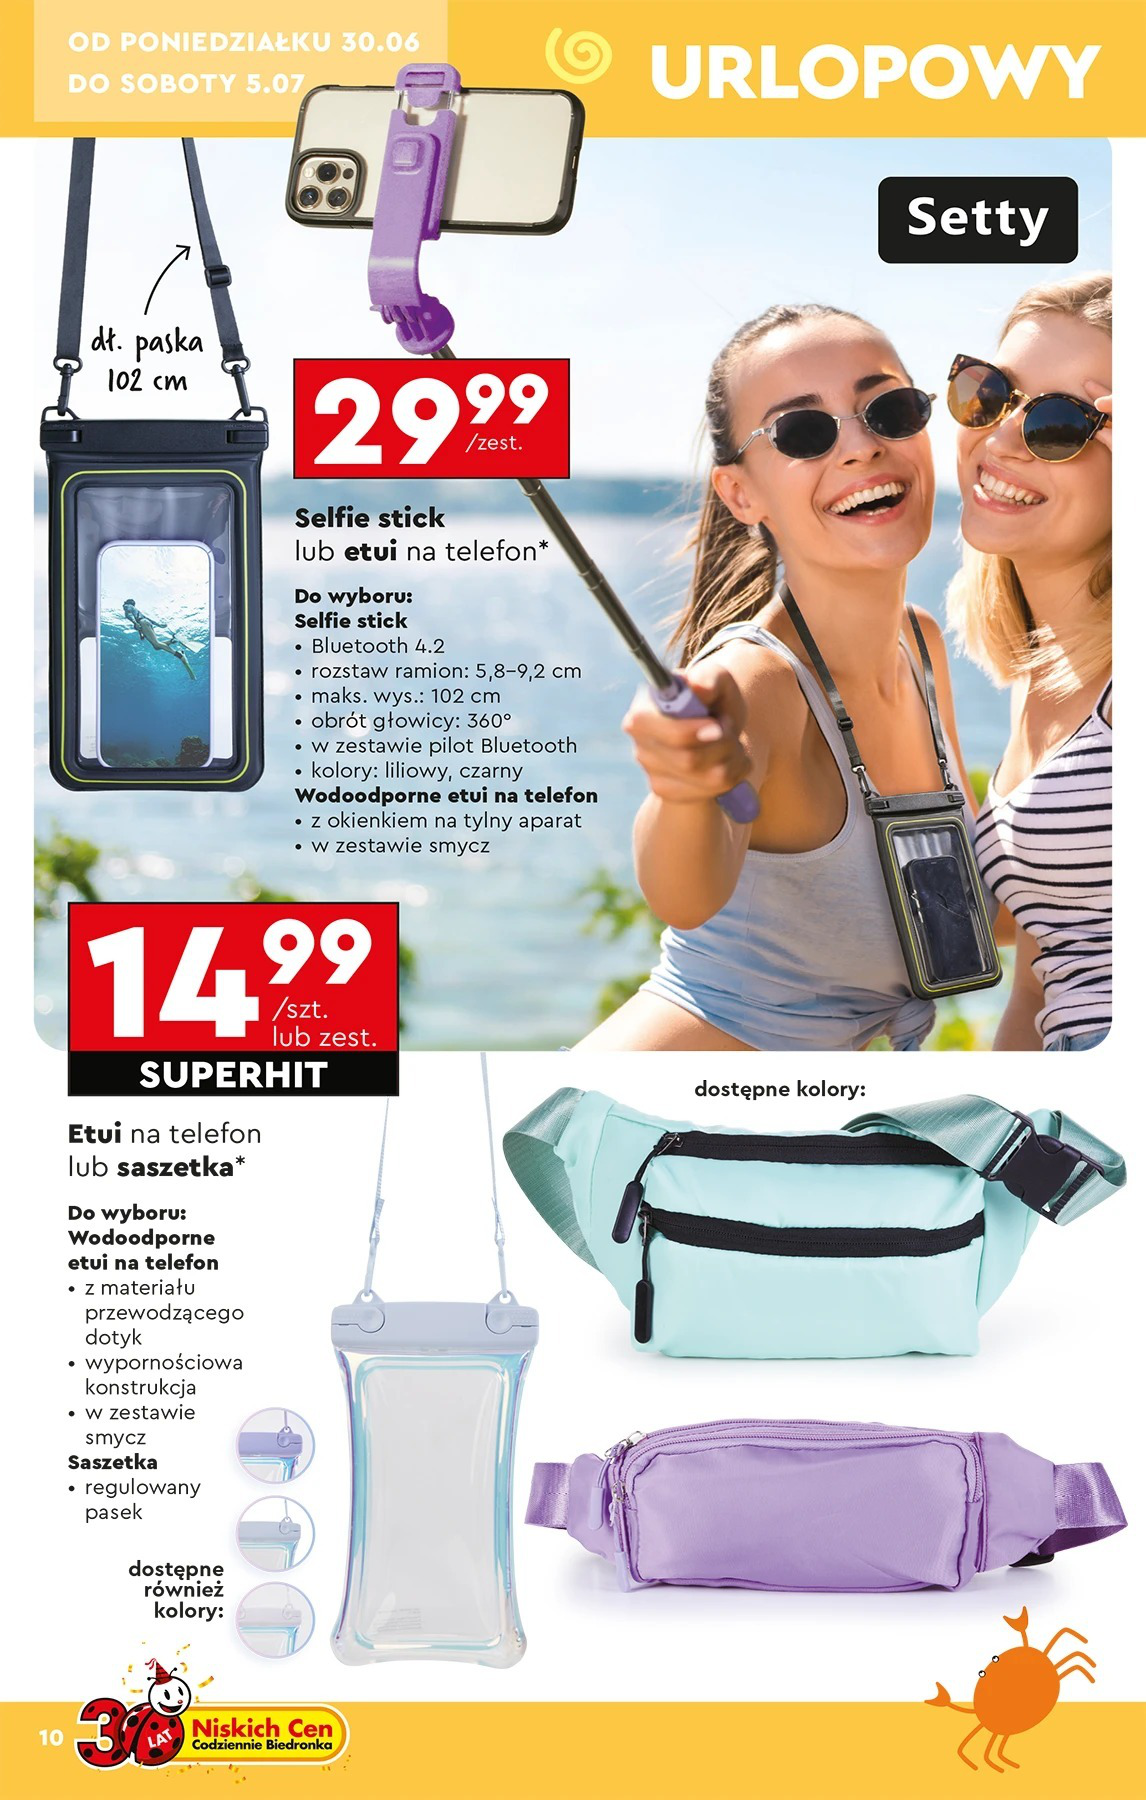 OD PONIEDZIAŁKU 30.06
DO SOBOTY 5.07
URLOPOWY
Setty
dł. paska
102 cm
29 99
/zest.
Selfie stick
lub etui na telefon*
Do wyboru:
Selfie stick
• Bluetooth 4.2
• rozstaw ramion: 5,8–9,2 cm
• maks. wys.: 102 cm
• obrót głowicy: 360°
• w zestawie pilot Bluetooth
• kolory: liliowy, czarny
Wodoodporne etui na telefon
• z okienkiem na tylny aparat
• w zestawie smycz
14 99
/szt.
lub zest.
SUPERHIT
Etui na telefon
lub saszetka*
Do wyboru:
Wodoodporne
etui na telefon
• z materiału
przewodzącego
dotyk
• wypornościowa
konstrukcja
• w zestawie
smycz
Saszetka
• regulowany
pasek
dostępne
również
kolory:
dostępne kolory:
10
30 LAT
Niskich Cen
Codziennie Biedronka